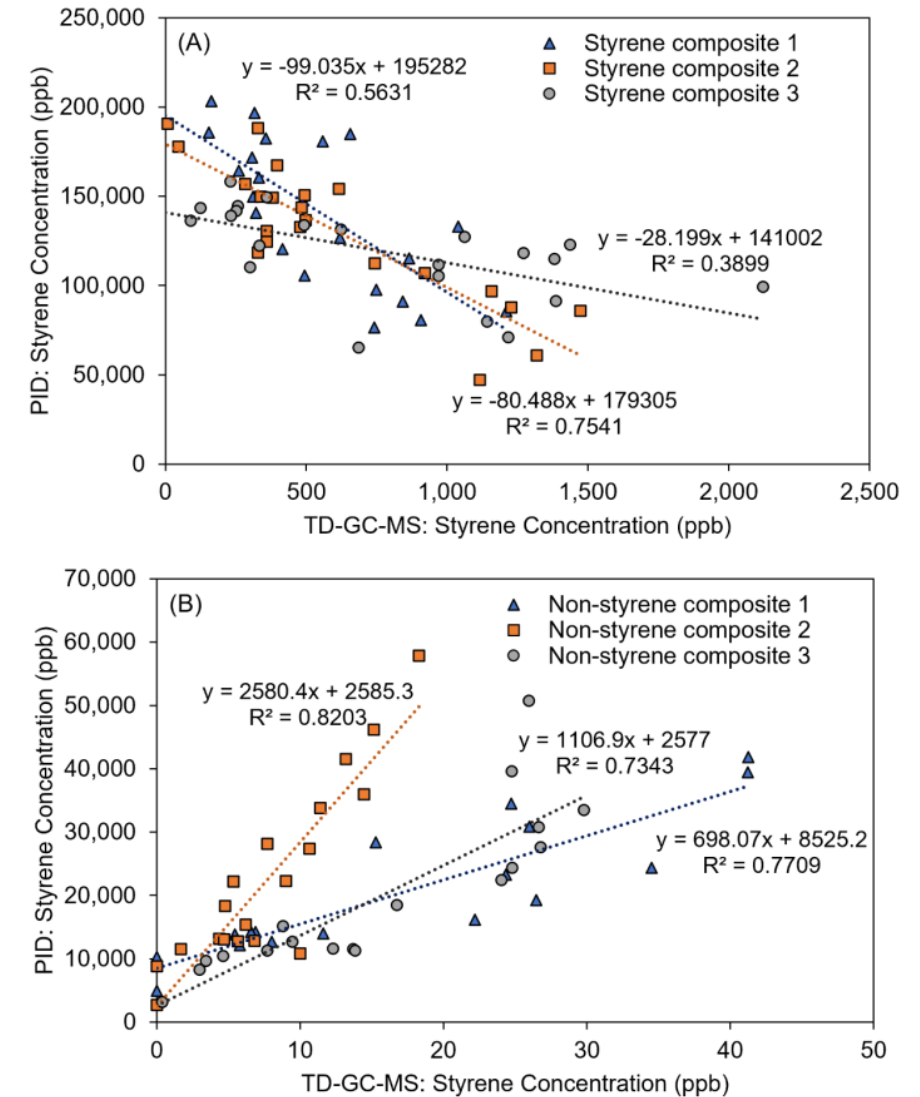 250,000
200,000
150,000
100,000
50,000
0
PID: Styrene Concentration (ppb)
(A)
y = -99.035x + 195282
R² = 0.5631
Styrene composite 1
Styrene composite 2
Styrene composite 3
y = -28.199x + 141002
R² = 0.3899
y = -80.488x + 179305
R² = 0.7541
0 500 1,000 1,500 2,000 2,500
TD-GC-MS: Styrene Concentration (ppb)
70,000
60,000
50,000
40,000
30,000
20,000
10,000
0
PID: Styrene Concentration (ppb)
(B)
Non-styrene composite 1
Non-styrene composite 2
Non-styrene composite 3
y = 2580.4x + 2585.3
R² = 0.8203
y = 1106.9x + 2577
R² = 0.7343
y = 698.07x + 8525.2
R² = 0.7709
0 10 20 30 40 50
TD-GC-MS: Styrene Concentration (ppb)